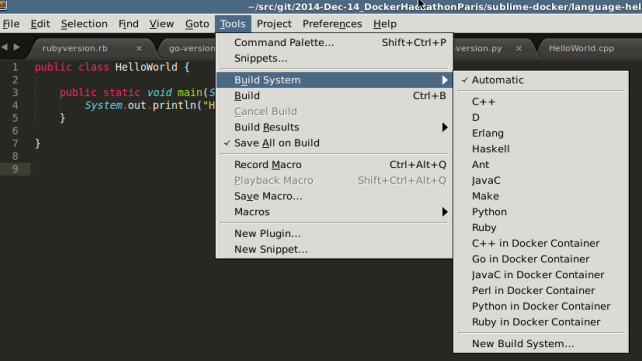 ~/src/git/2014-Dec-14_DockerHackathonParis/sublime-docker/language-hel
File Edit Selection Find View Goto Tools Project Preferences Help
rubyversion.rb × go-version -version.py × HelloWorld.cpp
1 public class HelloWorld {
2
3 public static void main(S
4 System.out.println("H
5 }
6
7 }
8
9
Command Palette... Shift+Ctrl+P
Snippets...
Build System
Build Ctrl+B
Cancel Build
Build Results
✓ Save All on Build
Record Macro Ctrl+Alt+Q
Playback Macro Shift+Ctrl+Alt+Q
Save Macro...
Macros
New Plugin...
New Snippet...
✓ Automatic
C++
D
Erlang
Haskell
Ant
JavaC
Make
Python
Ruby
C++ in Docker Container
Go in Docker Container
JavaC in Docker Container
Perl in Docker Container
Python in Docker Container
Ruby in Docker Container
New Build System...